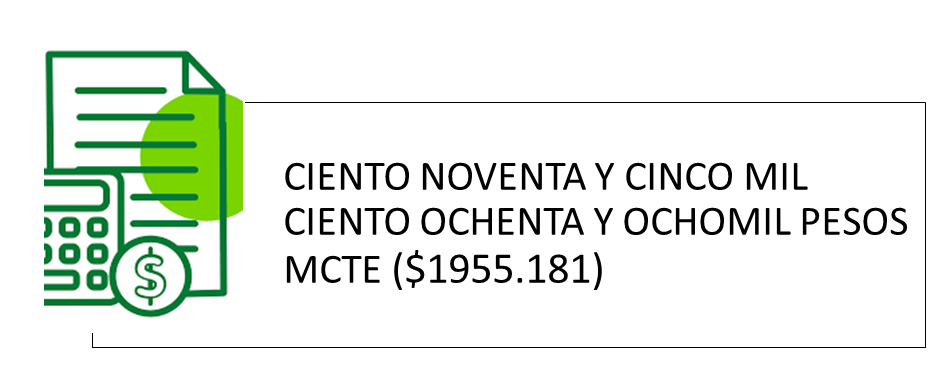 CIENTO NOVENTA Y CINCO MIL
CIENTO OCHENTA Y OCHOMIL PESOS
MCTE ($1955.181)